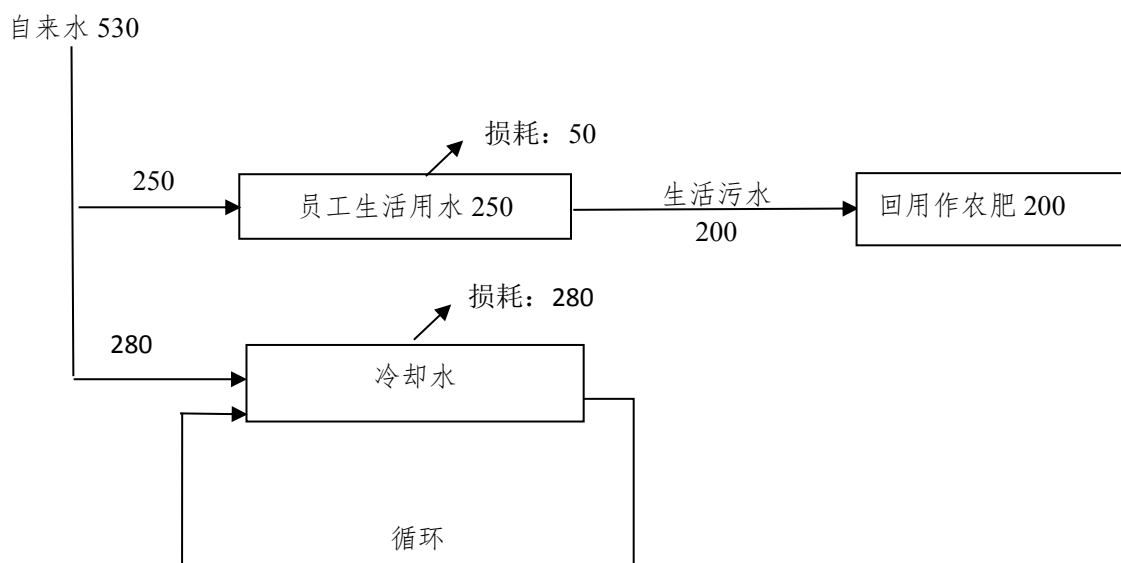 自来水 530
损耗：50
250
员工生活用水 250
生活污水
200
回用作农肥 200
损耗：280
280
冷却水
循环